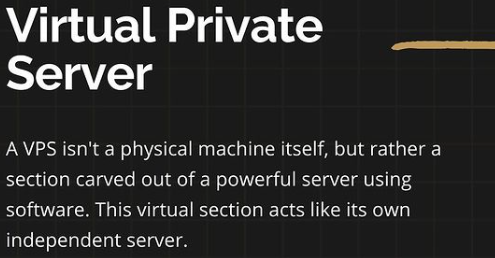 Virtual Private
Server
A VPS isn't a physical machine itself, but rather a
section carved out of a powerful server using
software. This virtual section acts like its own
independent server.